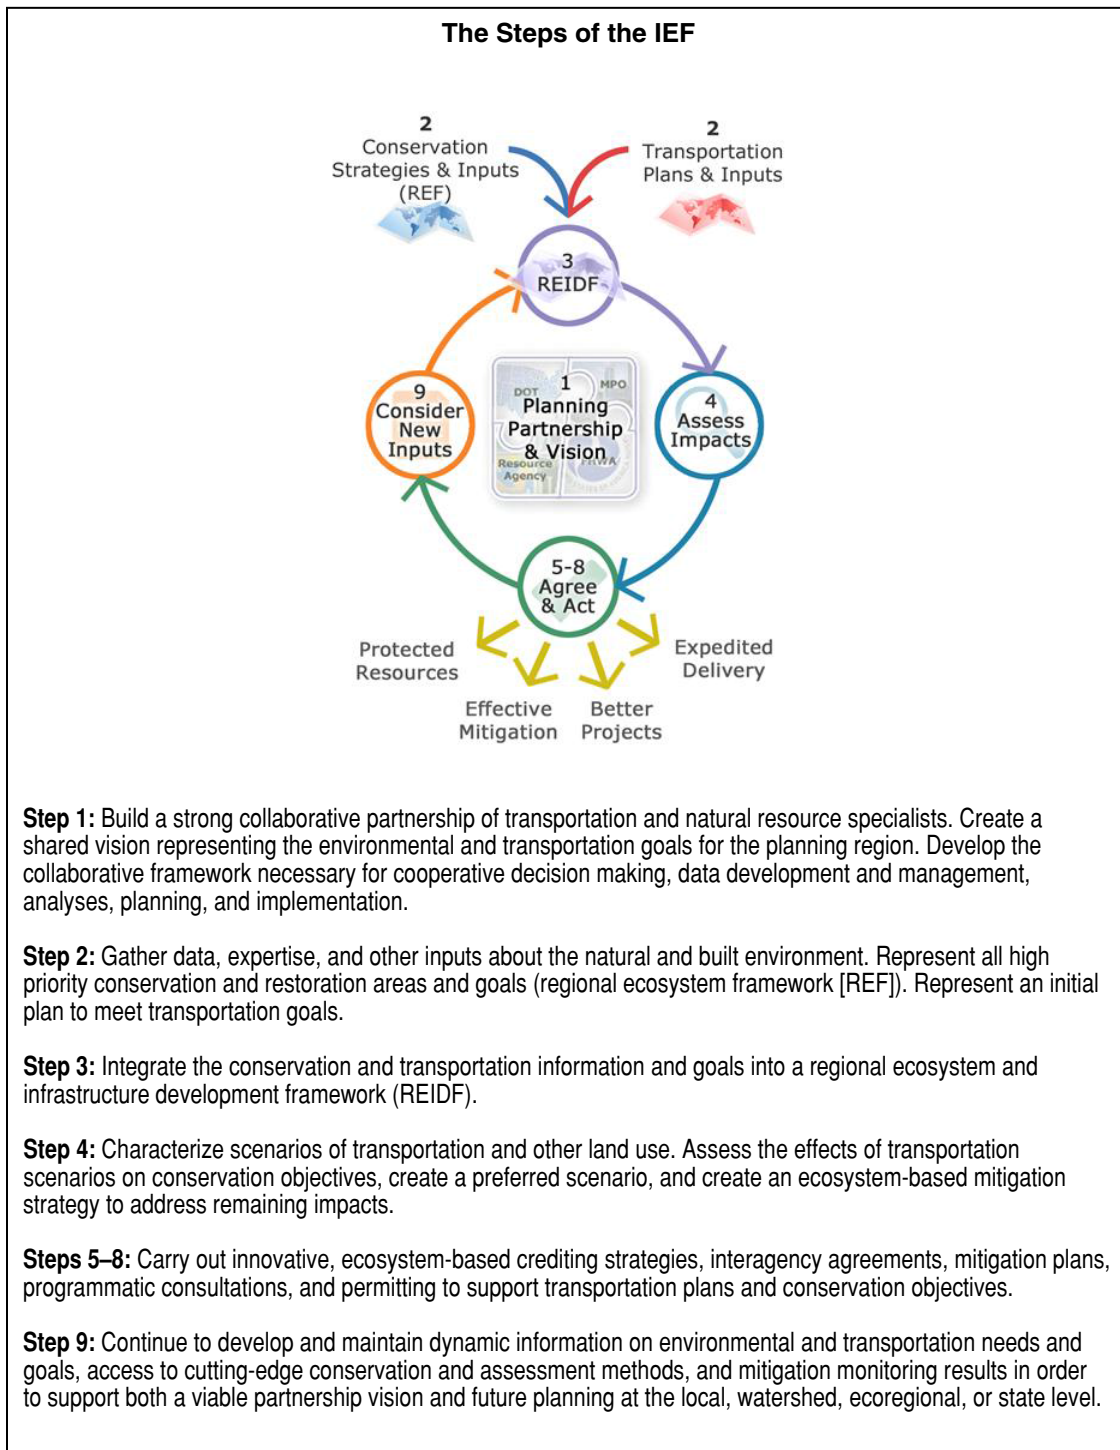 The Steps of the IEF
2
Conservation
Strategies & Inputs
(REF)
2
Transportation
Plans & Inputs
3
REIDF
9
Consider
New
Inputs
DOT
MPO
1
Planning
Partnership
& Vision
Resource
Agency
FHWA
4
Assess
Impacts
5-8
Agree
& Act
Protected
Resources
Effective
Mitigation
Better
Projects
Expedited
Delivery
Step 1: Build a strong collaborative partnership of transportation and natural resource specialists. Create a
shared vision representing the environmental and transportation goals for the planning region. Develop the
collaborative framework necessary for cooperative decision making, data development and management,
analyses, planning, and implementation.
Step 2: Gather data, expertise, and other inputs about the natural and built environment. Represent all high
priority conservation and restoration areas and goals (regional ecosystem framework [REF]). Represent an initial
plan to meet transportation goals.
Step 3: Integrate the conservation and transportation information and goals into a regional ecosystem and
infrastructure development framework (REIDF).
Step 4: Characterize scenarios of transportation and other land use. Assess the effects of transportation
scenarios on conservation objectives, create a preferred scenario, and create an ecosystem-based mitigation
strategy to address remaining impacts.
Steps 5–8: Carry out innovative, ecosystem-based crediting strategies, interagency agreements, mitigation plans,
programmatic consultations, and permitting to support transportation plans and conservation objectives.
Step 9: Continue to develop and maintain dynamic information on environmental and transportation needs and
goals, access to cutting-edge conservation and assessment methods, and mitigation monitoring results in order
to support both a viable partnership vision and future planning at the local, watershed, ecoregional, or state level.